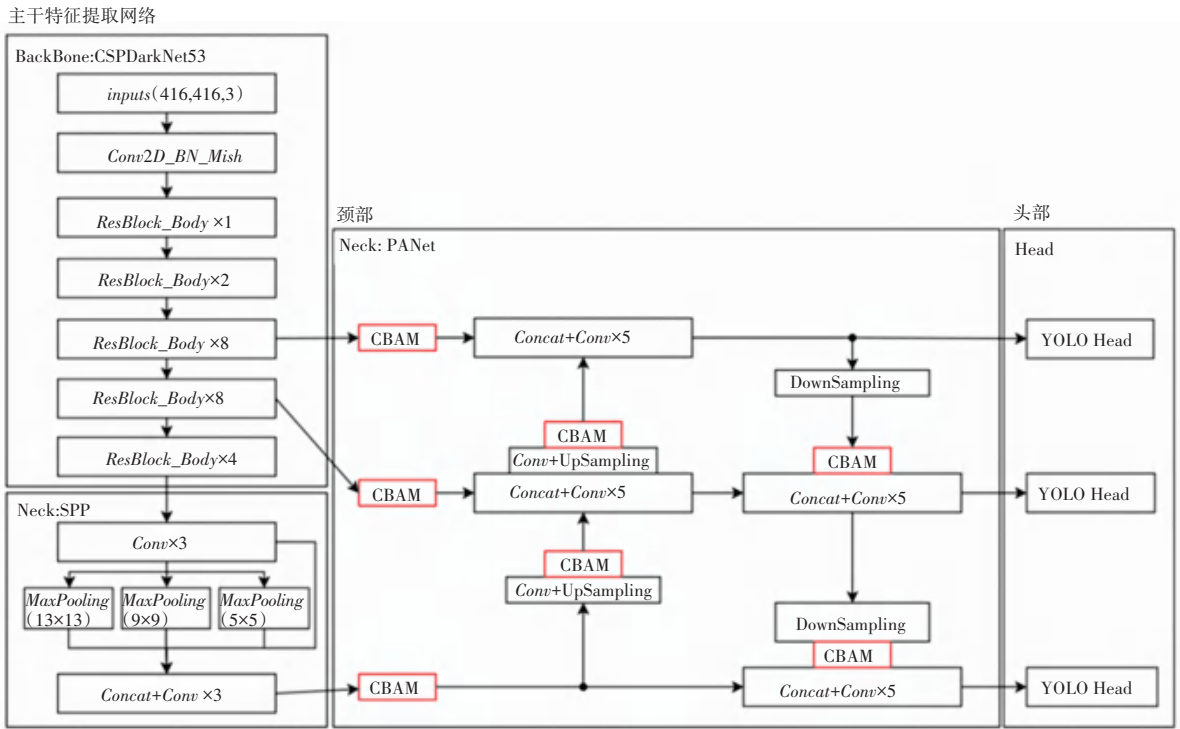 主干特征提取网络
BackBone:CSPDarkNet53
inputs(416,416,3)
Conv2D_BN_Mish
ResBlock_Body ×1
ResBlock_Body×2
ResBlock_Body ×8
ResBlock_Body×8
ResBlock_Body×4
Neck:SPP
Conv×3
MaxPooling
(13×13)
MaxPooling
(9×9)
MaxPooling
(5×5)
Concat+Conv ×3
颈部
Neck: PANet
CBAM
Concat+Conv×5
DownSampling
CBAM
Conv+UpSampling
CBAM
CBAM
Concat+Conv×5
Concat+Conv×5
CBAM
Conv+UpSampling
DownSampling
CBAM
CBAM
Concat+Conv×5
头部
Head
YOLO Head
YOLO Head
YOLO Head